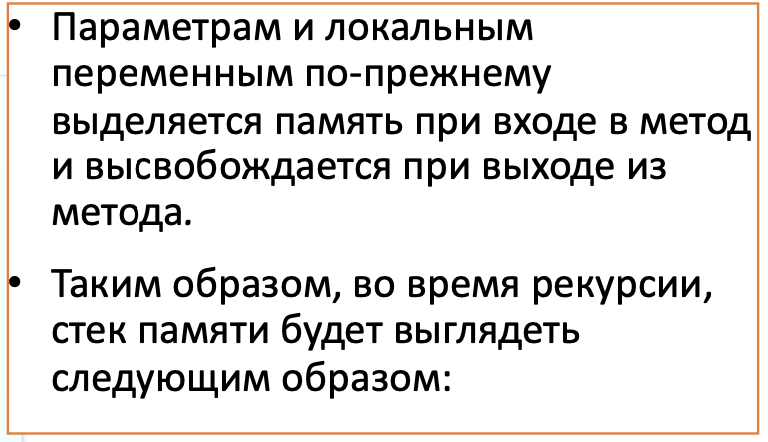 • Параметрам и локальным
переменным по-прежнему
выделяется память при входе в метод
и высвобождается при выходе из
метода.
• Таким образом, во время рекурсии,
стек памяти будет выглядеть
следующим образом: